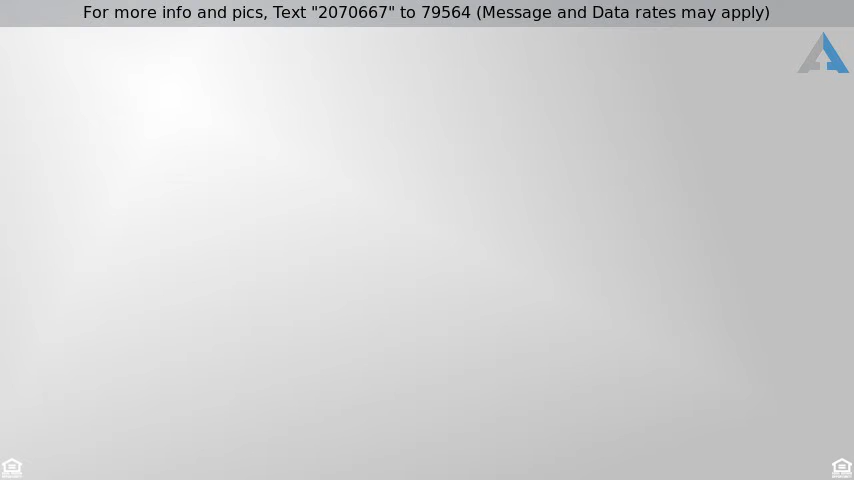 For more info and pics, Text "2070667" to 79564 (Message and Data rates may apply)